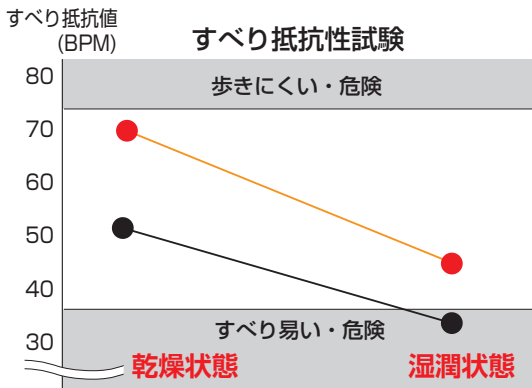 すべり抵抗値
(BPM)
すべり抵抗性試験
80
歩きにくい・危険
70
60
50
40
すべり易い・危険
30
乾燥状態
湿潤状態